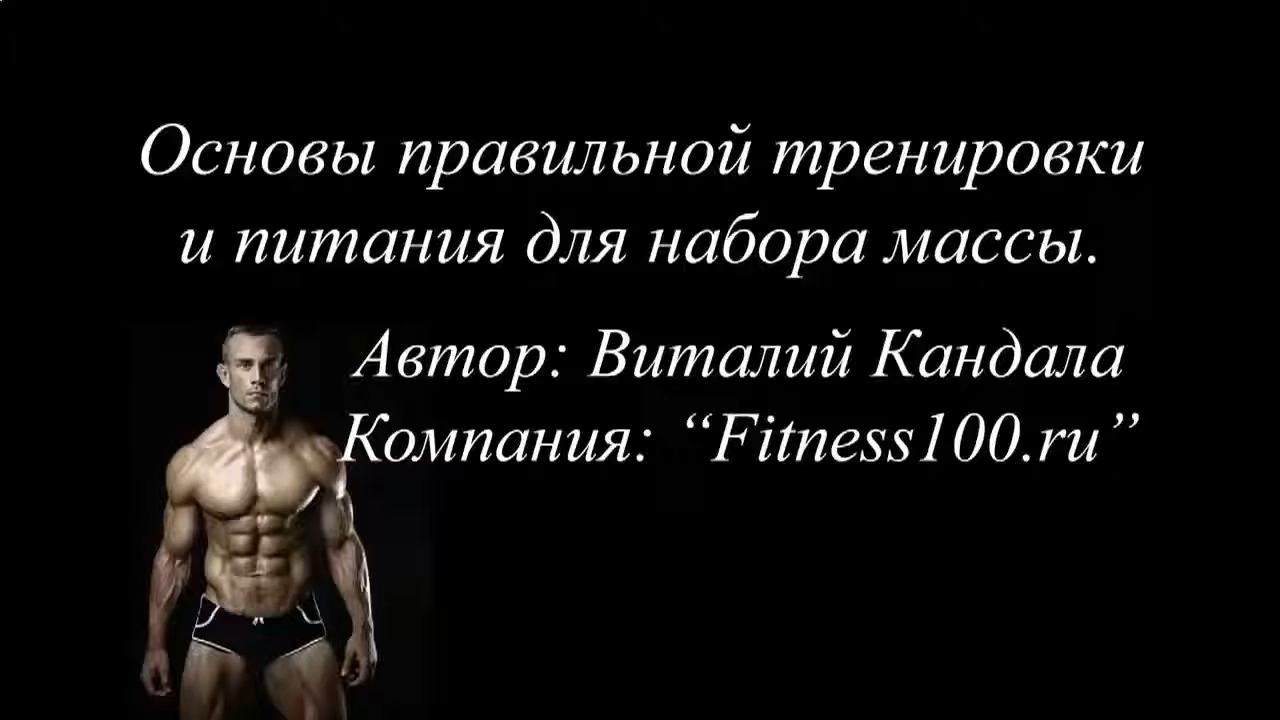 Основы правильной тренировки
и питания для набора массы.
Автор: Виталий Кандала
Компания: “Fitness100.ru”